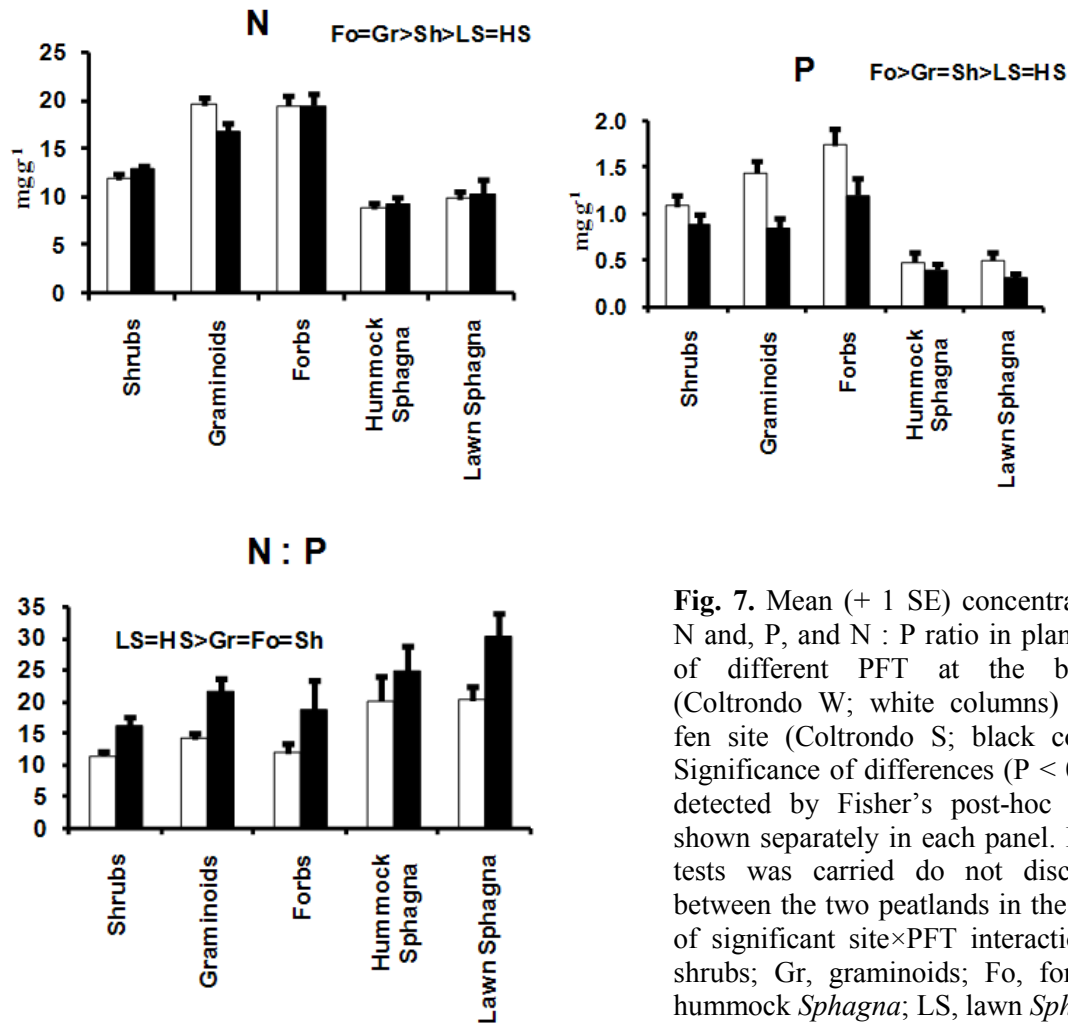 N
Fo=Gr>Sh>LS=HS
25
20
15
10
5
0
mg g-1
Shrubs
Graminoids
Forbs
Hummock
Sphagna
Lawn Sphagna
P
Fo>Gr=Sh>LS=HS
2.0
1.5
1.0
0.5
0.0
mg g-1
Shrubs
Graminoids
Forbs
Hummock
Sphagna
Lawn Sphagna
N : P
LS=HS>Gr=Fo=Sh
35
30
25
20
15
10
5
0
Shrubs
Graminoids
Forbs
Hummock
Sphagna
Lawn Sphagna
Fig. 7. Mean (+ 1 SE) concentra
N and, P, and N : P ratio in plan
of different PFT at the b
(Coltrondo W; white columns)
fen site (Coltrondo S; black co
Significance of differences (P <
detected by Fisher's post-hoc
shown separately in each panel.
tests was carried do not disc
between the two peatlands in the
of significant site×PFT interactio
shrubs; Gr, graminoids; Fo, for
hummock Sphagna; LS, lawn Sph